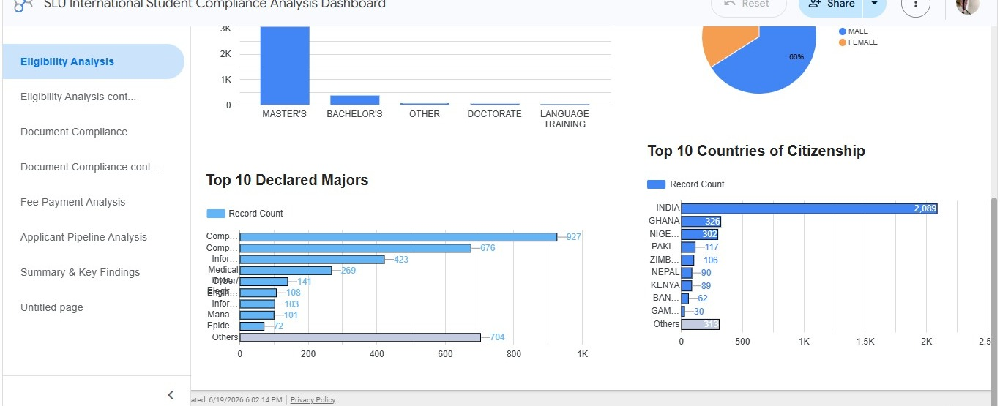 SLU International Student Compliance Analysis Dashboard
Reset
Share
Eligibility Analysis
Eligibility Analysis cont...
Document Compliance
Document Compliance cont...
Fee Payment Analysis
Applicant Pipeline Analysis
Summary & Key Findings
Untitled page
3K
2K
1K
0
MASTER'S
BACHELOR'S
OTHER
DOCTORATE
LANGUAGE
TRAINING
66%
MALE
FEMALE
Top 10 Declared Majors
Record Count
Comp... 927
Comp... 676
Infor... 423
Medical 269
141
108
Infor... 103
Mana... 101
Epide... 72
Others 704
0 200 400 600 800 1K
Top 10 Countries of Citizenship
Record Count
INDIA 2,089
GHANA 326
NIGE... 302
PAKI... 117
ZIMB... 106
NEPAL 90
KENYA 89
BAN... 62
GAM... 30
Others 313
0 500 1K 1.5K 2K 2.5
ated: 6/19/2026 6:02:14 PM
Privacy Policy